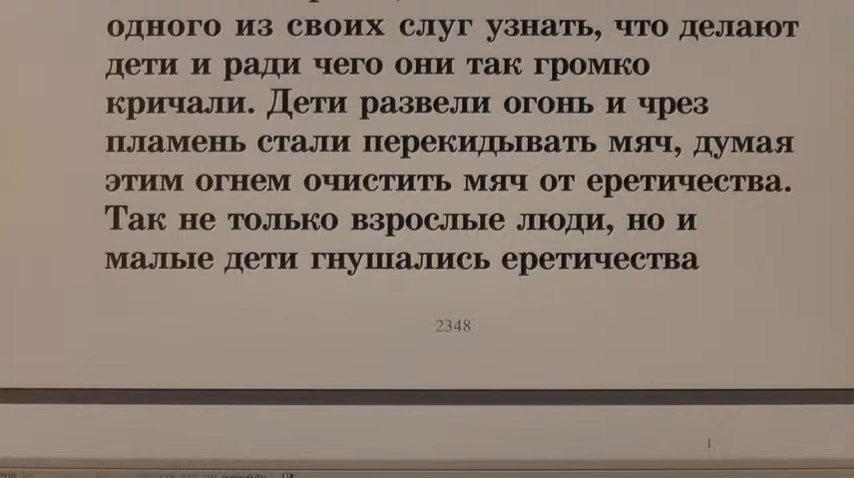 одного из своих слуг узнать, что делают
дети и ради чего они так громко
кричали. Дети развели огонь и чрез
пламень стали перекидывать мяч, думая
этим огнем очистить мяч от еретичества.
Так не только взрослые люди, но и
малые дети гнушались еретичества
2348
1